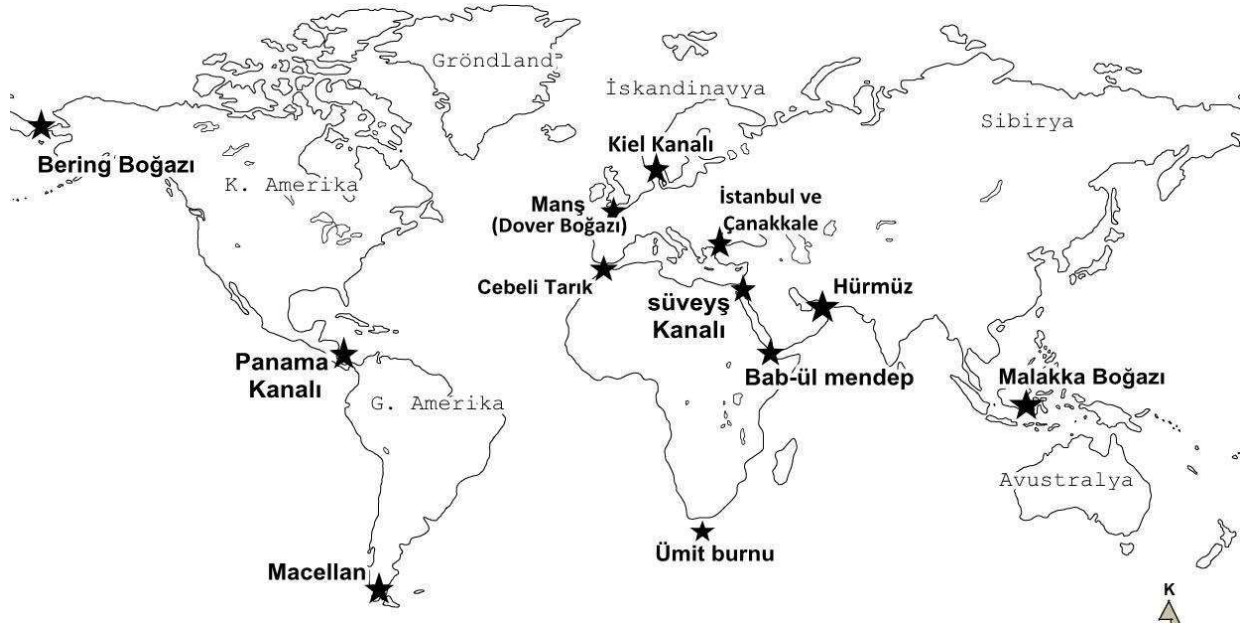 Gröndland
İskandinavya
Sibirya
Kiel Kanalı
Bering Boğazı
K. Amerika
Manş
(Dover Boğazı)
İstanbul ve
Çanakkale
Cebeli Tarık
süveyş
Kanalı
Hürmüz
Panama
Kanalı
Bab-ül mendep
Malakka Boğazı
G. Amerika
Avustralya
Ümit burnu
Macellan
K